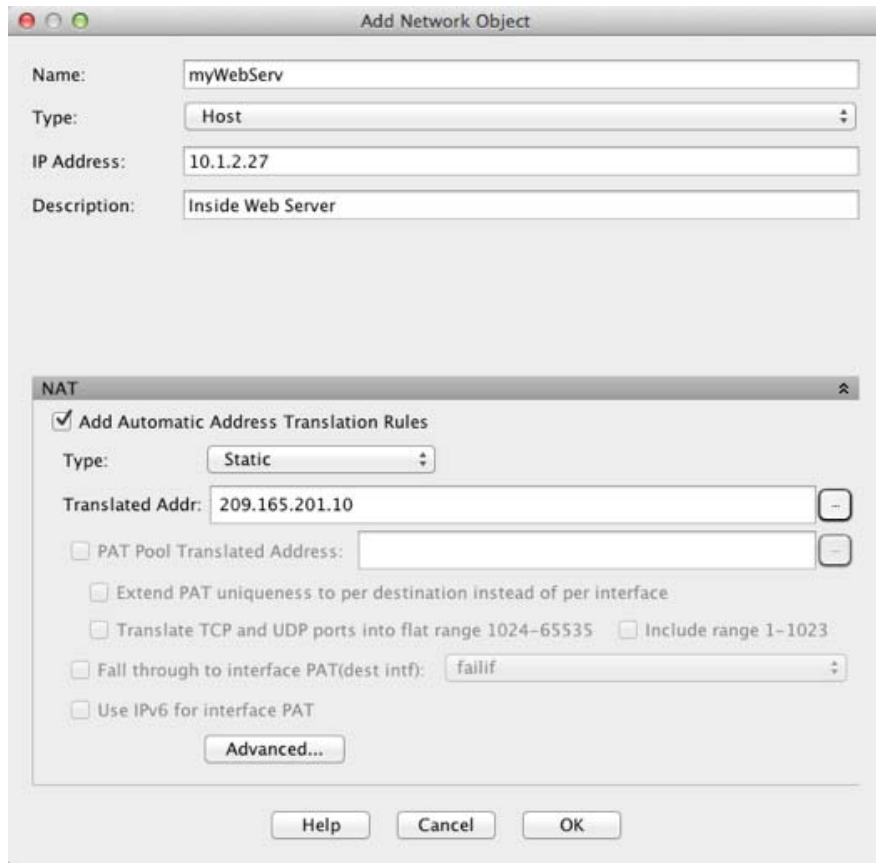 Add Network Object
Name: myWebServ
Type: Host
IP Address: 10.1.2.27
Description: Inside Web Server
NAT
Add Automatic Address Translation Rules
Type: Static
Translated Addr: 209.165.201.10 ...
PAT Pool Translated Address: ...
Extend PAT uniqueness to per destination instead of per interface
Translate TCP and UDP ports into flat range 1024-65535 Include range 1-1023
Fall through to interface PAT(dest intf): failif
Use IPv6 for interface PAT
Advanced...
Help Cancel OK